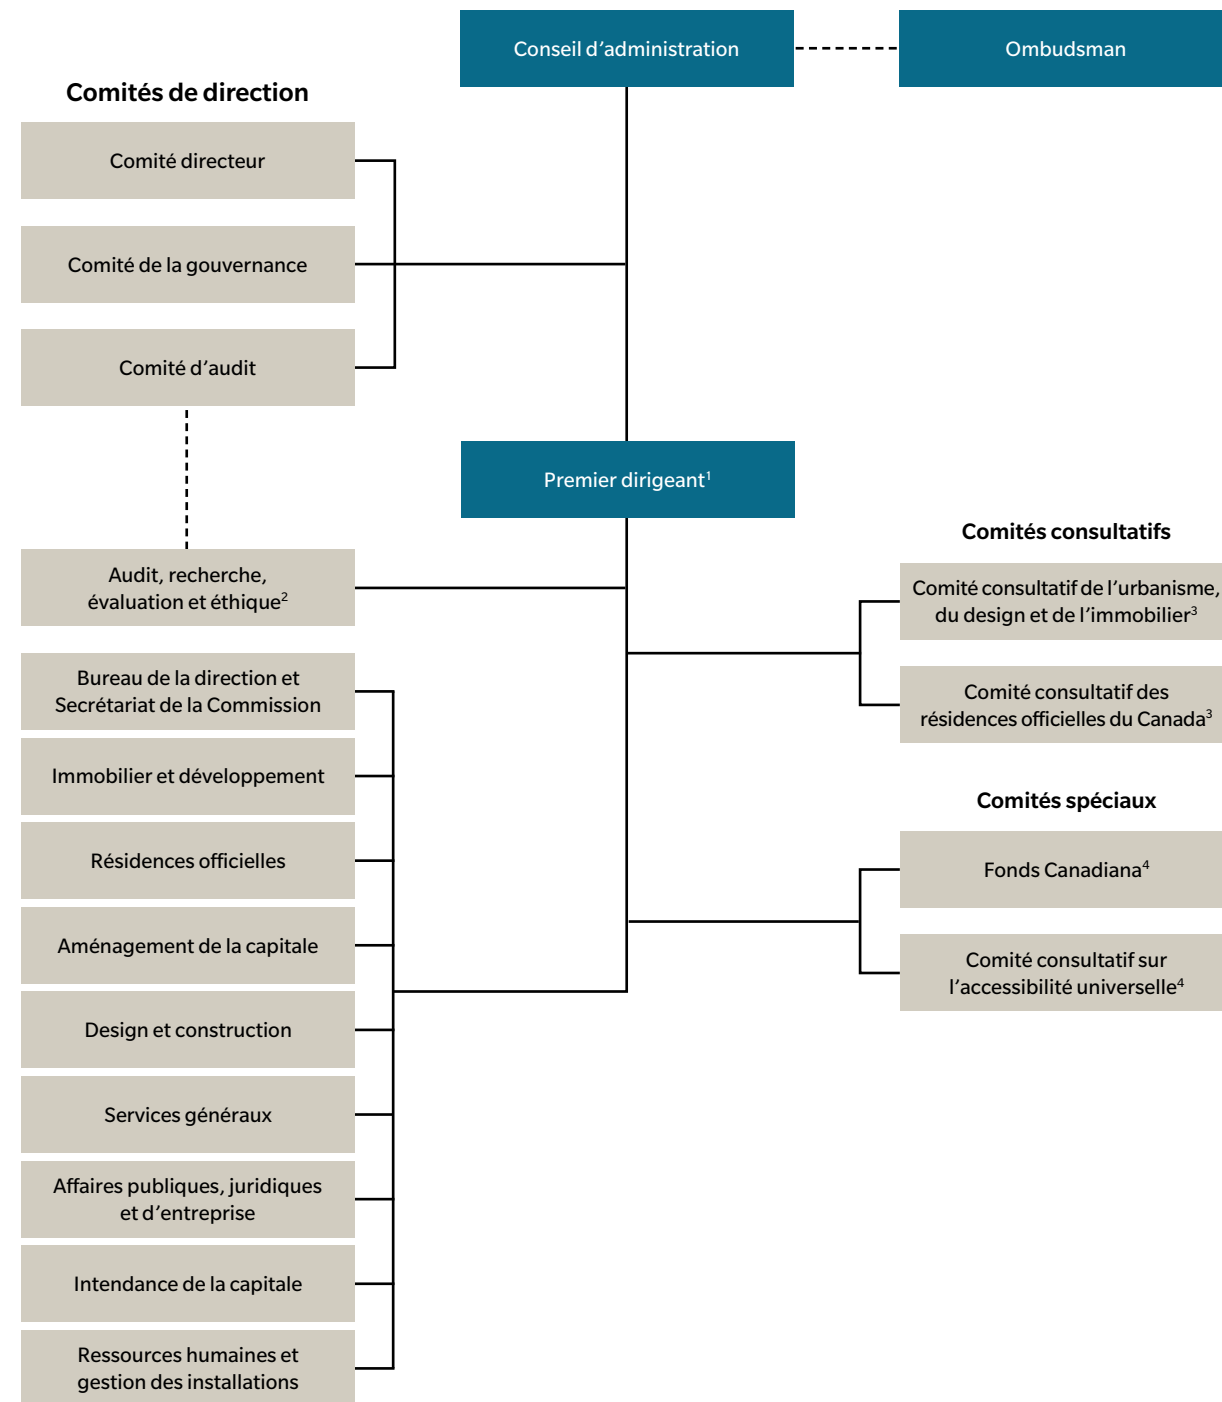 Conseil d’administration
Ombudsman
Comités de direction
Comité directeur
Comité de la gouvernance
Comité d’audit
Premier dirigeant¹
Audit, recherche,
évaluation et éthique²
Bureau de la direction et
Secrétariat de la Commission
Immobilier et développement
Résidences officielles
Aménagement de la capitale
Design et construction
Services généraux
Affaires publiques, juridiques
et d’entreprise
Intendance de la capitale
Ressources humaines et
gestion des installations
Comités consultatifs
Comité consultatif de l’urbanisme,
du design et de l’immobilier³
Comité consultatif des
résidences officielles du Canada³
Comités spéciaux
Fonds Canadiana⁴
Comité consultatif sur
l’accessibilité universelle⁴